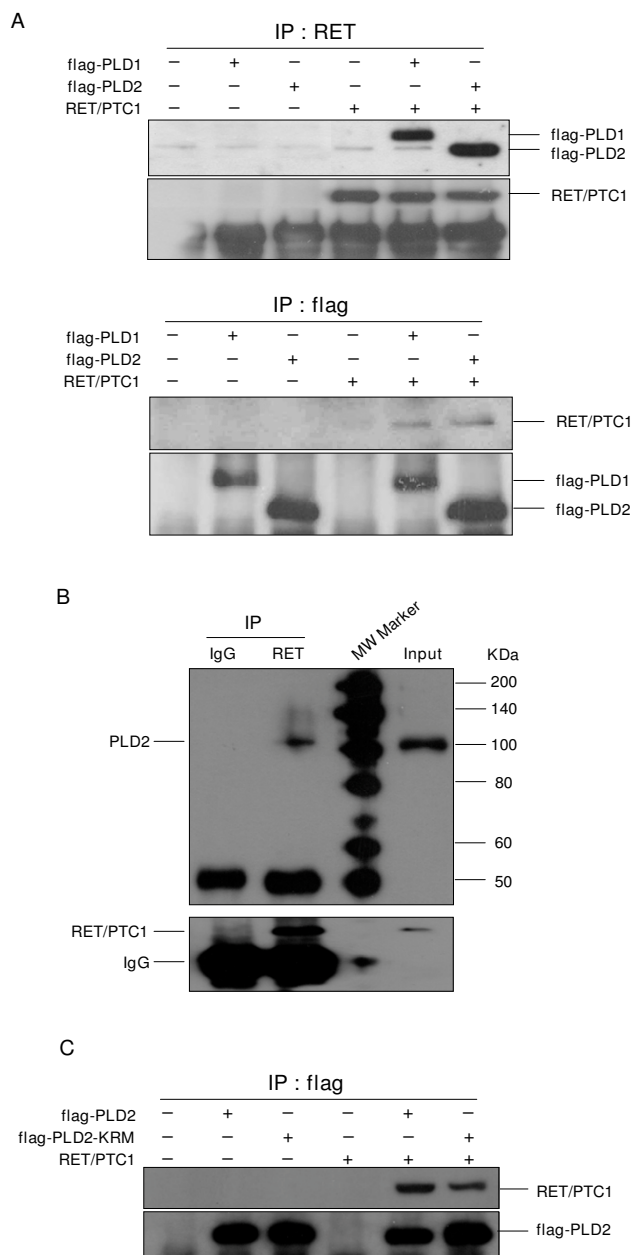 A
IP : RET
flag-PLD1 – + – – + –
flag-PLD2 – – + – – +
RET/PTC1 – – – + + +
flag-PLD1
flag-PLD2
RET/PTC1
IP : flag
flag-PLD1 – + – – + –
flag-PLD2 – – + – – +
RET/PTC1 – – – + + +
RET/PTC1
flag-PLD1
flag-PLD2
B
IP
IgG RET MW Marker Input KDa
200
140
PLD2 100
80
60
50
RET/PTC1
IgG
C
IP : flag
flag-PLD2 – + – – + –
flag-PLD2-KRM – – + – – +
RET/PTC1 – – – + + +
RET/PTC1
flag-PLD2